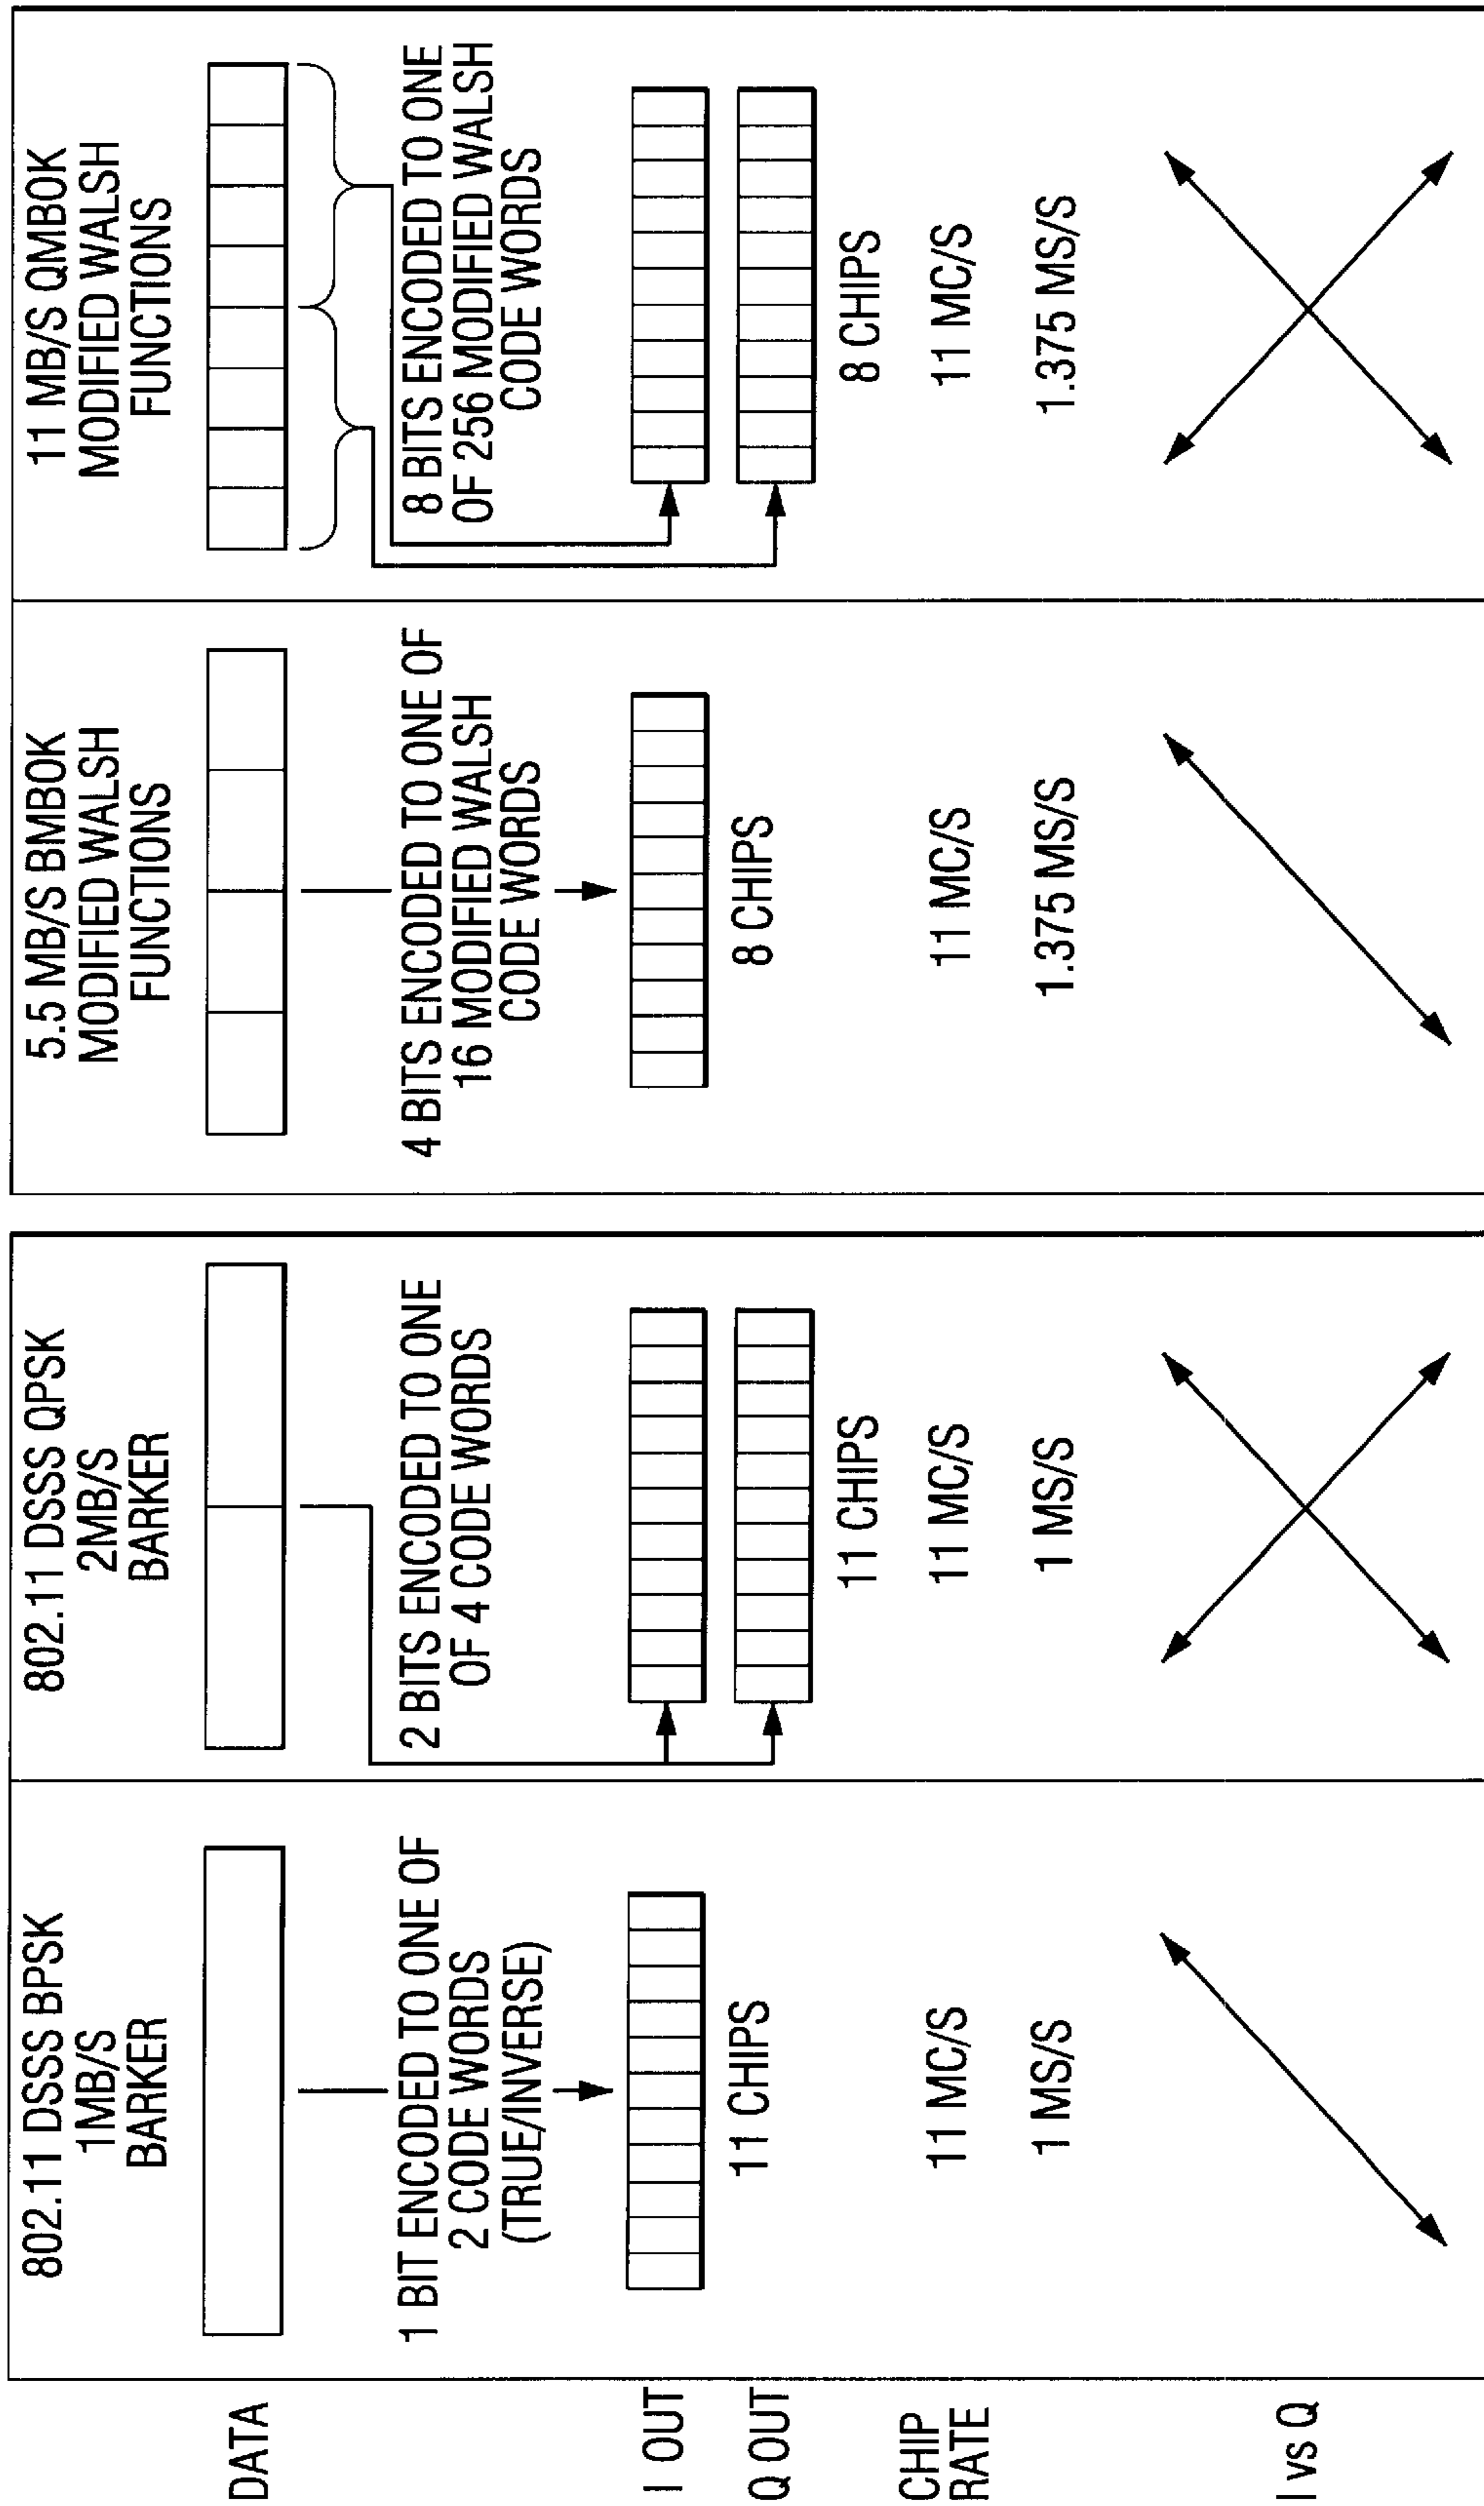 802.11 DSSS BPSK
1MB/S
BARKER
802.11 DSSS QPSK
2MB/S
BARKER
5.5 MB/S BMBOK
MODIFIED WALSH
FUNCTIONS
11 MB/S QMBOK
MODIFIED WALSH
FUNCTIONS
DATA
1 BIT ENCODED TO ONE OF
2 CODE WORDS
(TRUE/INVERSE)
2 BITS ENCODED TO ONE
OF 4 CODE WORDS
4 BITS ENCODED TO ONE OF
16 MODIFIED WALSH
CODE WORDS
8 BITS ENCODED TO ONE
OF 256 MODIFIED WALSH
CODE WORDS
I OUT
Q OUT
11 CHIPS
11 CHIPS
8 CHIPS
8 CHIPS
CHIP
RATE
11 MC/S
11 MC/S
11 MC/S
11 MC/S
1 MS/S
1 MS/S
1.375 MS/S
1.375 MS/S
I vs Q